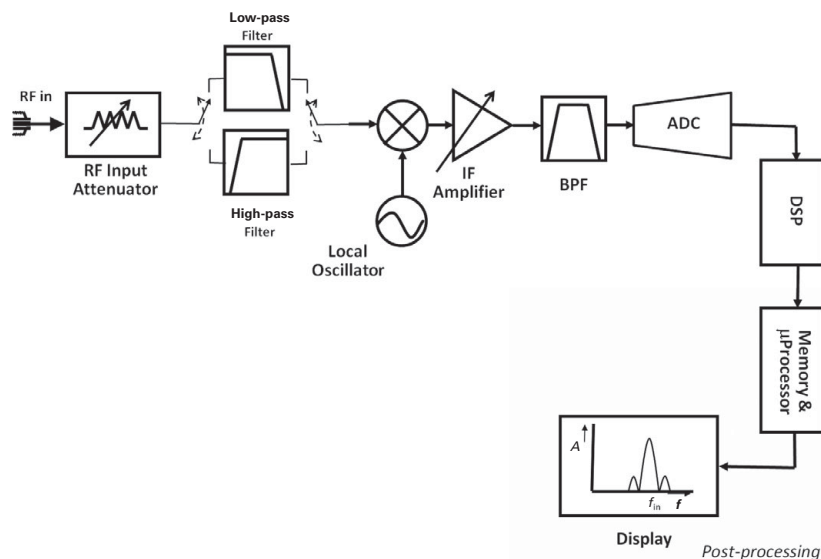 Low-pass
Filter
RF in
RF Input
Attenuator
High-pass
Filter
Local
Oscillator
IF
Amplifier
BPF
ADC
DSP
Memory &
μProcessor
A
f_in
f
Display
Post-processing